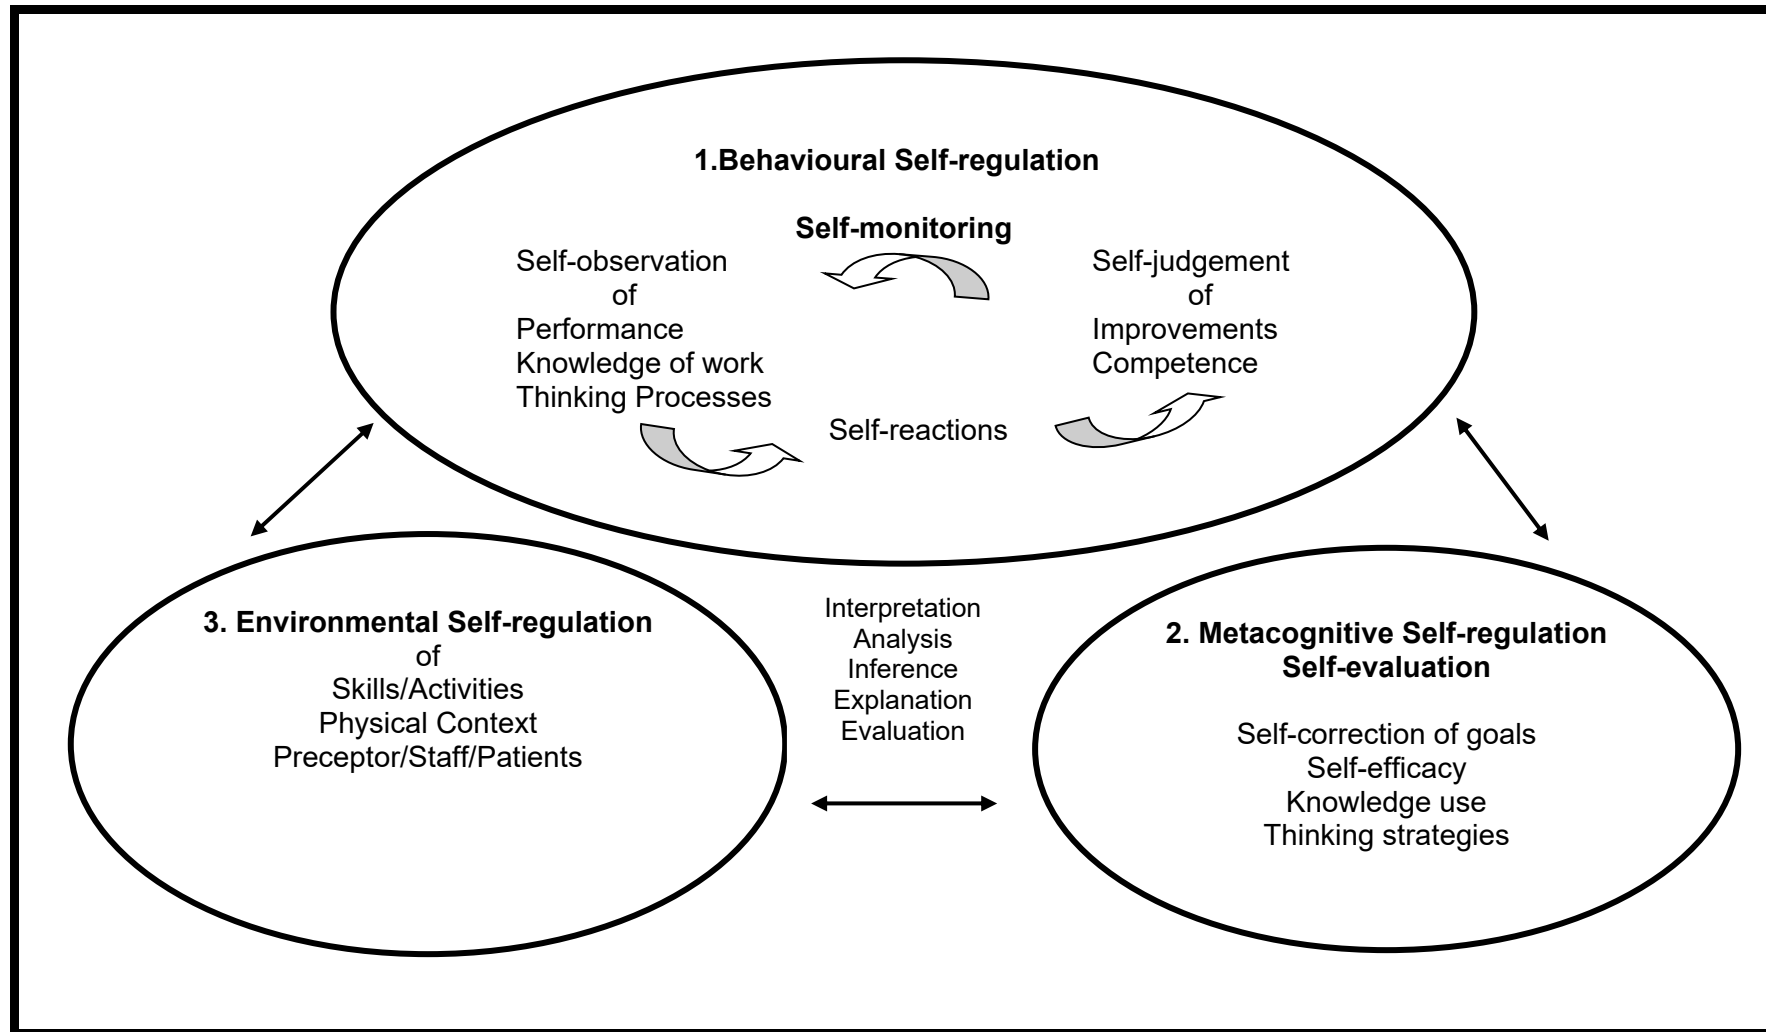 1.Behavioural Self-regulation
Self-monitoring
Self-observation
of
Performance
Knowledge of work
Thinking Processes
Self-judgement
of
Improvements
Competence
Self-reactions
3. Environmental Self-regulation
of
Skills/Activities
Physical Context
Preceptor/Staff/Patients
Interpretation
Analysis
Inference
Explanation
Evaluation
2. Metacognitive Self-regulation
Self-evaluation
Self-correction of goals
Self-efficacy
Knowledge use
Thinking strategies